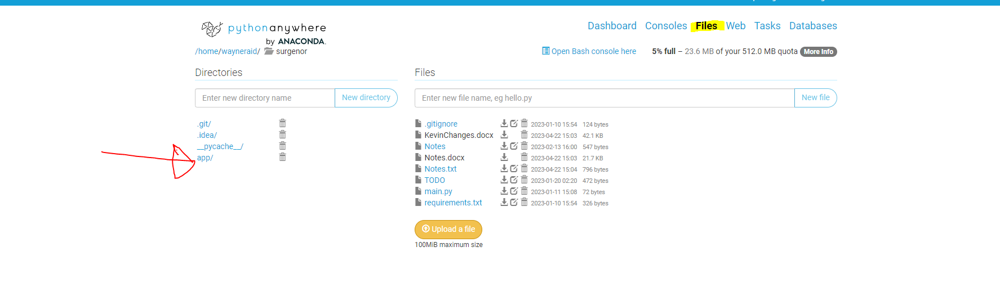 Dashboard Consoles Files Web Tasks Databases
pythonanywhere
by ANACONDA.
/home/wayneraid/ surgenor
Open Bash console here 5% full – 23.6 MB of your 512.0 MB quota More Info
Directories
Enter new directory name New directory
.git/
.idea/
__pycache__/
app/
Files
Enter new file name, eg hello.py New file
.gitignore 2023-01-10 15:54 124 bytes
KevinChanges.docx 2023-04-22 15:03 42.1 KB
Notes 2023-02-13 16:00 547 bytes
Notes.docx 2023-04-22 15:03 21.7 KB
Notes.txt 2023-04-22 15:04 796 bytes
TODO 2023-01-20 02:20 472 bytes
main.py 2023-01-11 15:08 72 bytes
requirements.txt 2023-01-10 15:54 326 bytes
Upload a file
100MiB maximum size